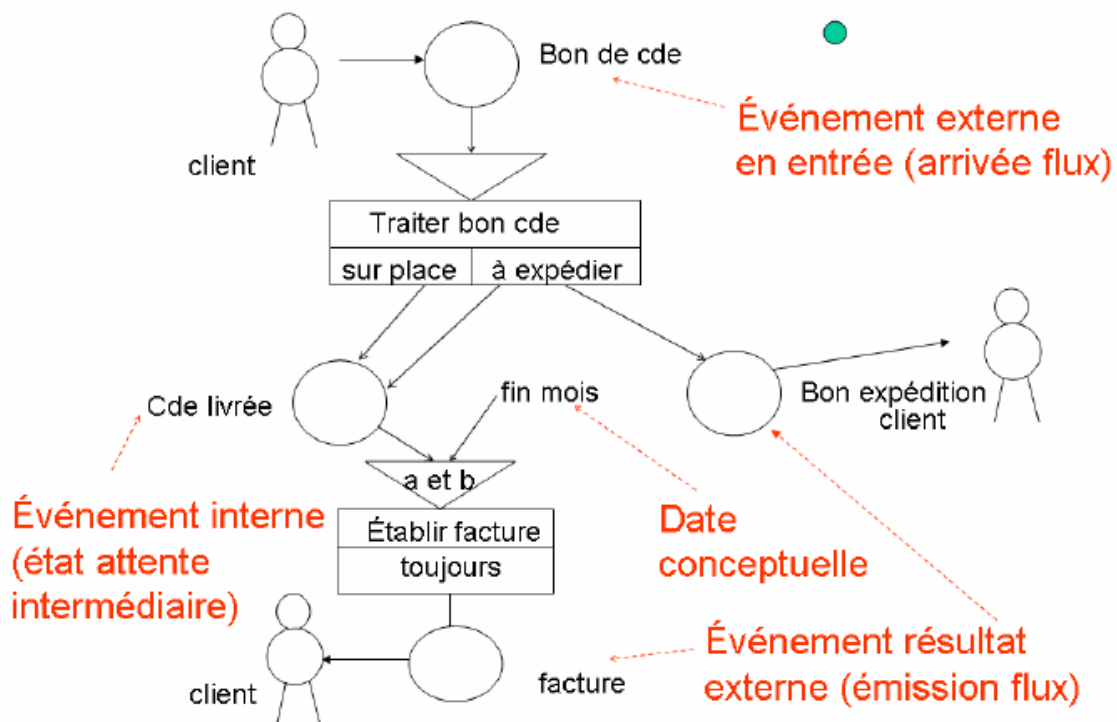 Bon de cde
Événement externe
en entrée (arrivée flux)
client
Traiter bon cde
sur place
à expédier
Cde livrée
fin mois
Bon expédition
client
a et b
Événement interne
(état attente
intermédiaire)
Établir facture
toujours
Date
conceptuelle
Événement résultat
externe (émission flux)
client
facture